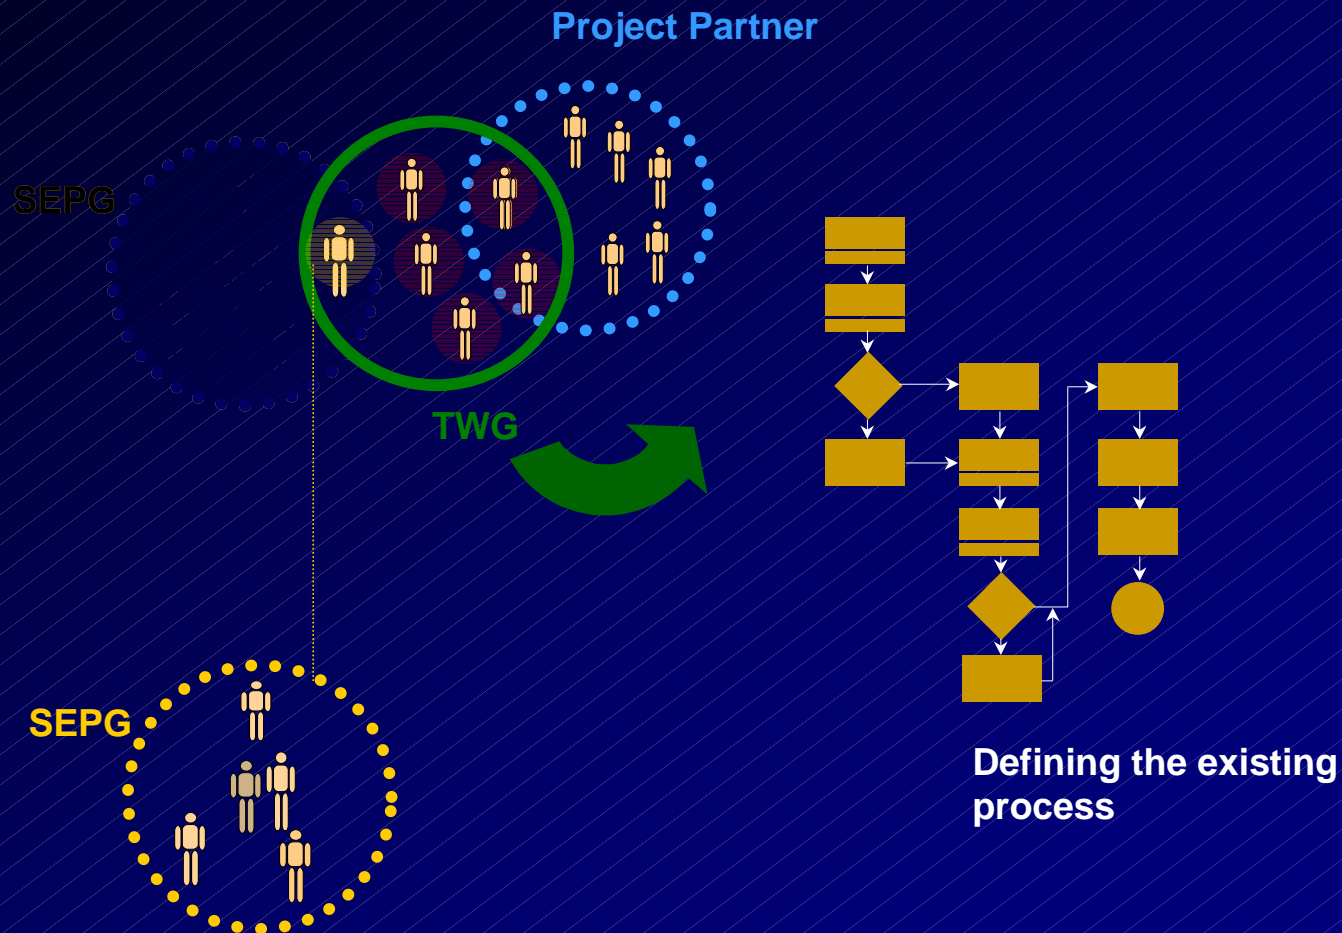 Project Partner
SEPG
TWG
SEPG
Defining the existing
process